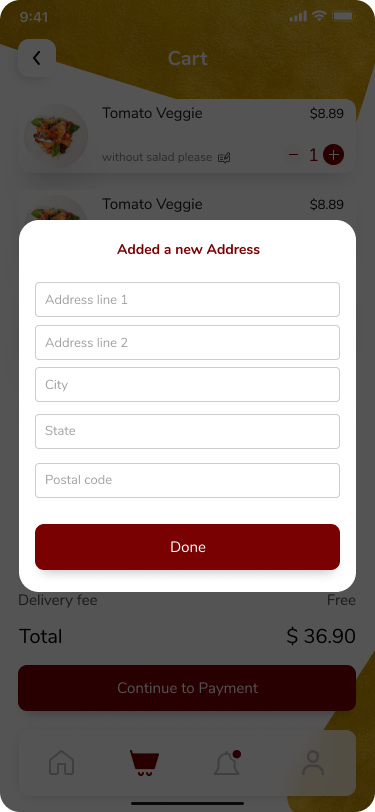 9:41
Cart
Tomato Veggie $8.89
without salad please 1
Tomato Veggie $8.89
Added a new Address
Address line 1
Address line 2
City
State
Postal code
Done
Delivery fee Free
Total $ 36.90
Continue to Payment